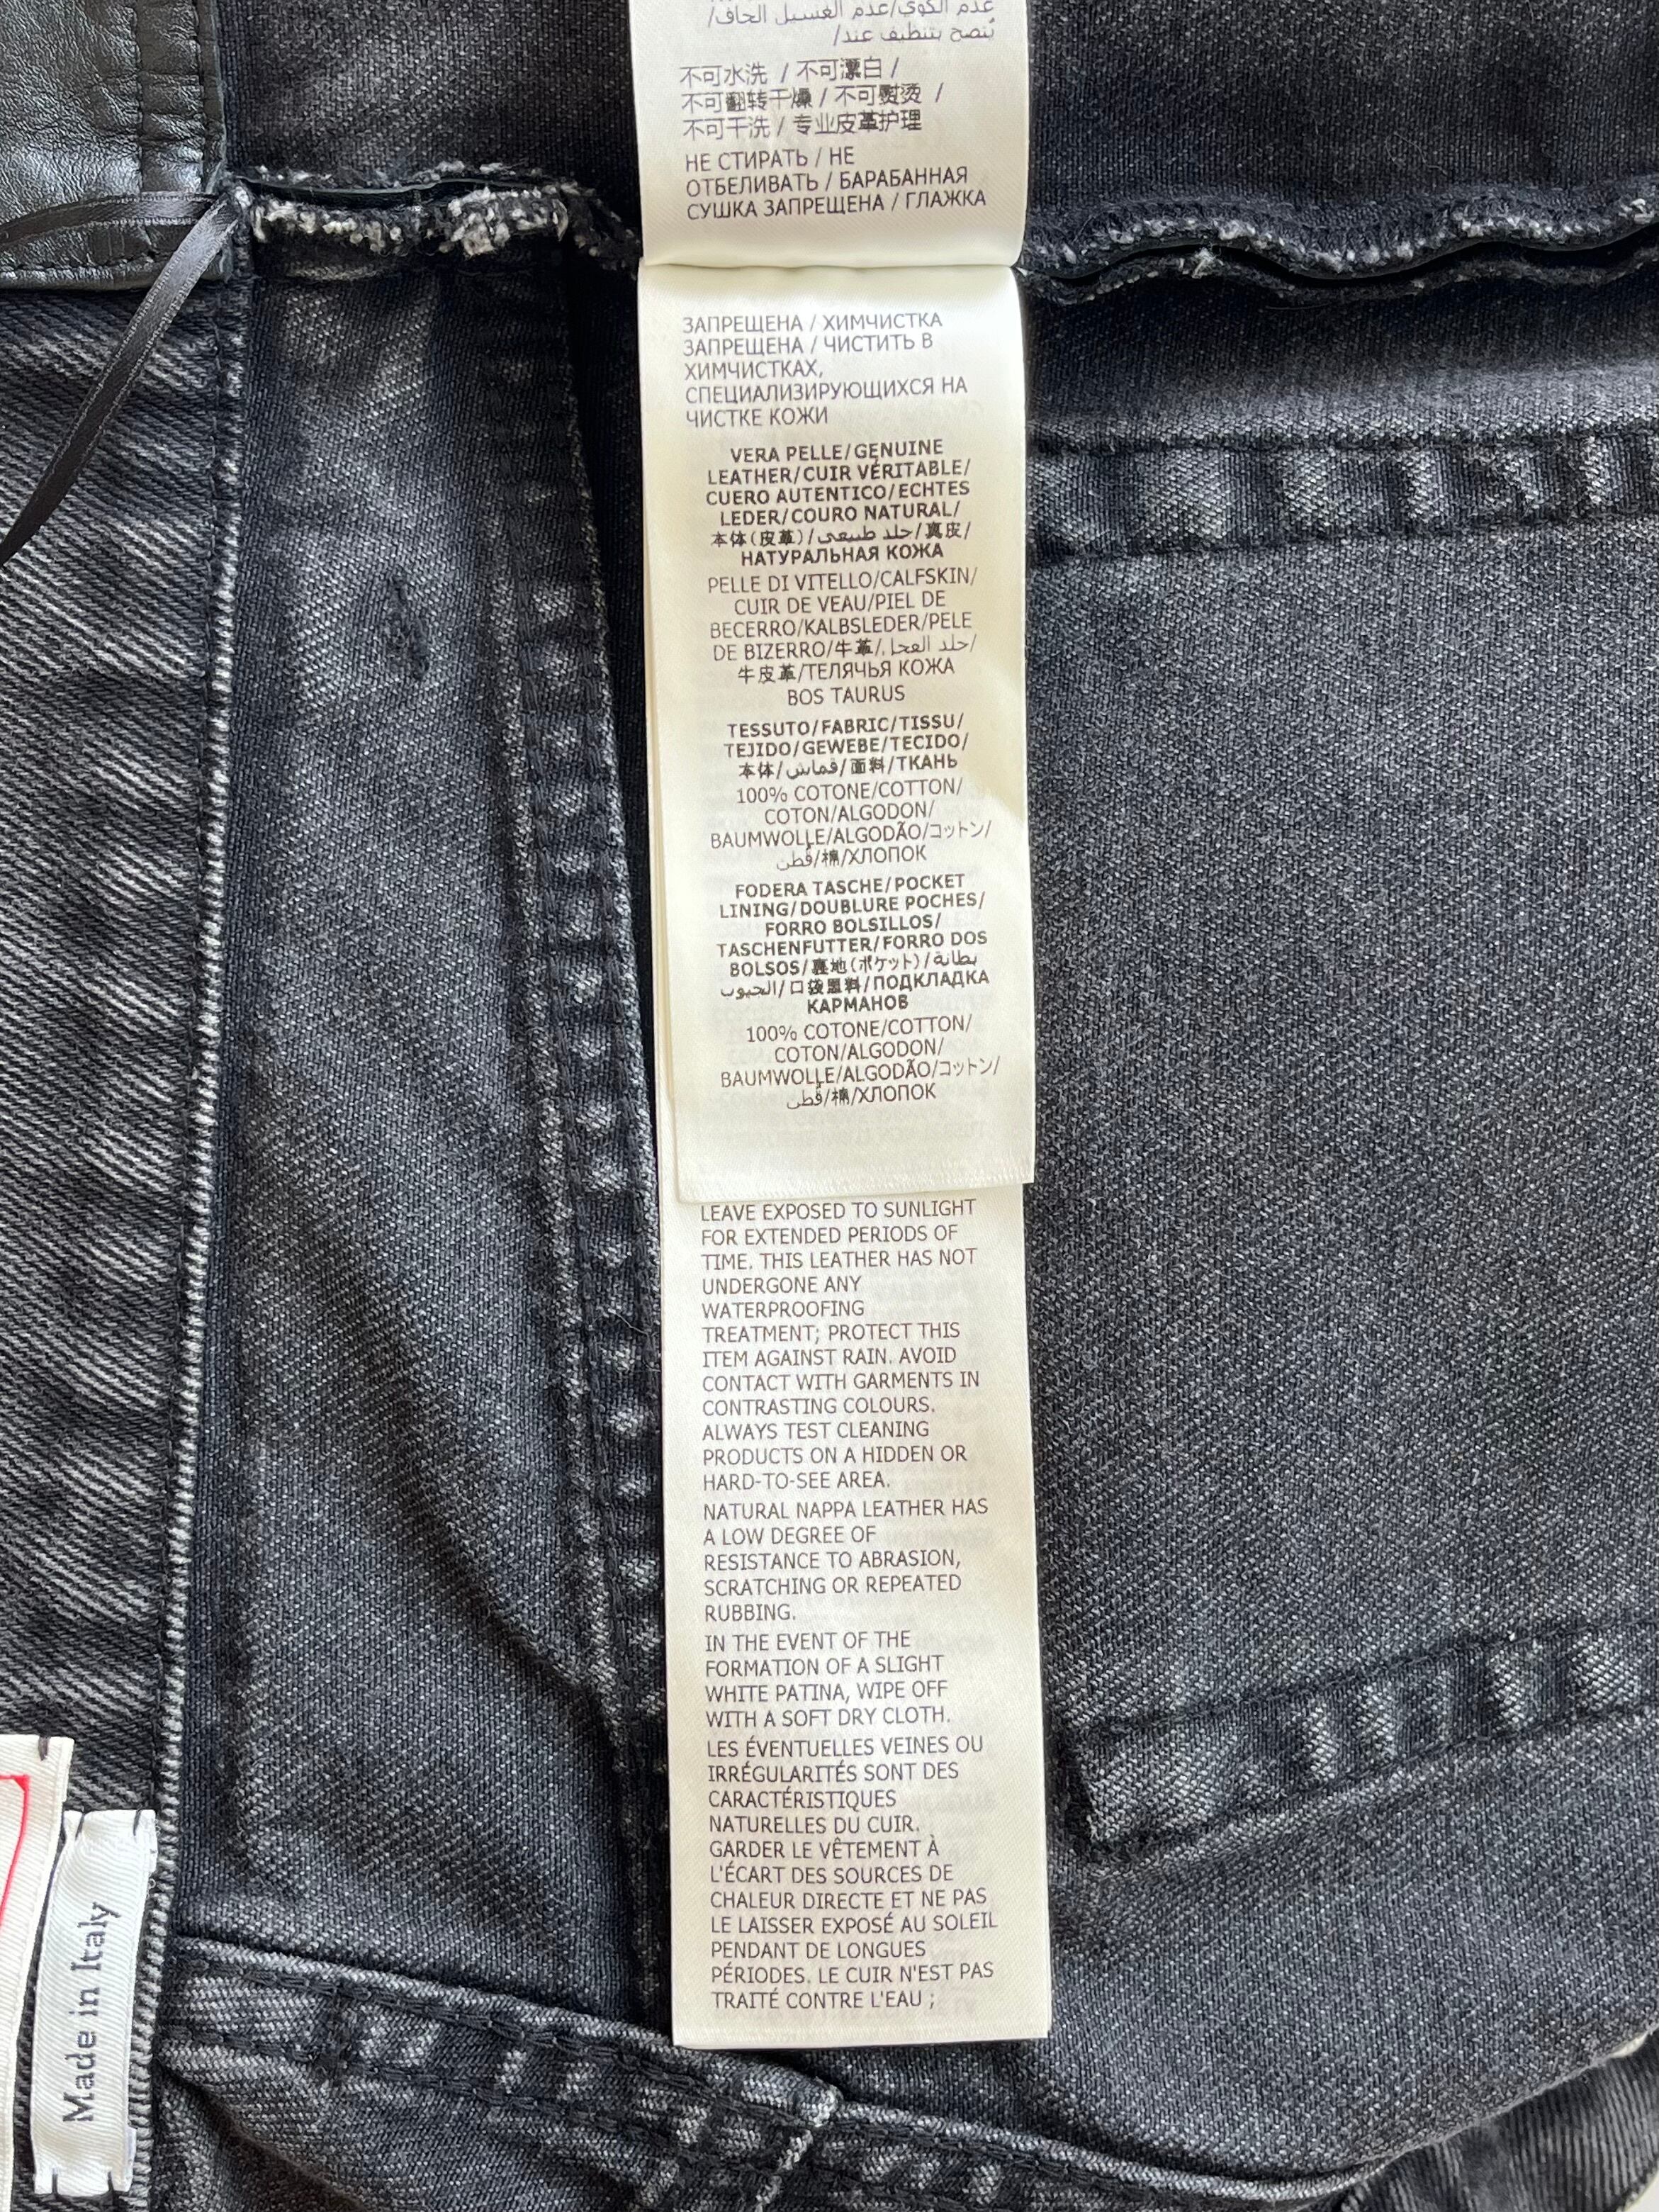 عدم الكوي/عدم الغسيل الجاف/
يُنصح بتنظيف عند/
不可水洗 / 不可漂白 /
不可翻转干燥 / 不可熨烫 /
不可干洗 / 专业皮革护理
НЕ СТИРАТЬ / НЕ
ОТБЕЛИВАТЬ / БАРАБАННАЯ
СУШКА ЗАПРЕЩЕНА / ГЛАЖКА
ЗАПРЕЩЕНА / ХИМЧИСТКА
ЗАПРЕЩЕНА / ЧИСТИТЬ В
ХИМЧИСТКАХ,
СПЕЦИАЛИЗИРУЮЩИХСЯ НА
ЧИСТКЕ КОЖИ
VERA PELLE/GENUINE
LEATHER/CUIR VÉRITABLE/
CUERO AUTENTICO/ECHTES
LEDER/COURO NATURAL/
本体(皮革)/جلد طبيعي/真皮/
НАТУРАЛЬНАЯ КОЖА
PELLE DI VITELLO/CALFSKIN/
CUIR DE VEAU/PIEL DE
BECERRO/KALBSLEDER/PELE
DE BIZERRO/牛革/جلد العجل/
牛皮革/ТЕЛЯЧЬЯ КОЖА
BOS TAURUS
TESSUTO/FABRIC/TISSU/
TEJIDO/GEWEBE/TECIDO/
本体/قماش/面料/ТКАНЬ
100% COTONE/COTTON/
COTON/ALGODON/
BAUMWOLLE/ALGODÃO/コットン/
قُطن/棉/ХЛОПОК
FODERA TASCHE/POCKET
LINING/DOUBLURE POCHES/
FORRO BOLSILLOS/
TASCHENFUTTER/FORRO DOS
BOLSOS/裏地(ポケット)/بطانة
الجيوب/口袋里料/ПОДКЛАДКА
КАРМАНОВ
100% COTONE/COTTON/
COTON/ALGODON/
BAUMWOLLE/ALGODÃO/コットン/
قُطن/棉/ХЛОПОК
LEAVE EXPOSED TO SUNLIGHT
FOR EXTENDED PERIODS OF
TIME. THIS LEATHER HAS NOT
UNDERGONE ANY
WATERPROOFING
TREATMENT; PROTECT THIS
ITEM AGAINST RAIN. AVOID
CONTACT WITH GARMENTS IN
CONTRASTING COLOURS.
ALWAYS TEST CLEANING
PRODUCTS ON A HIDDEN OR
HARD-TO-SEE AREA.
NATURAL NAPPA LEATHER HAS
A LOW DEGREE OF
RESISTANCE TO ABRASION,
SCRATCHING OR REPEATED
RUBBING.
IN THE EVENT OF THE
FORMATION OF A SLIGHT
WHITE PATINA, WIPE OFF
WITH A SOFT DRY CLOTH.
LES ÉVENTUELLES VEINES OU
IRRÉGULARITÉS SONT DES
CARACTÉRISTIQUES
NATURELLES DU CUIR.
GARDER LE VÊTEMENT À
L'ÉCART DES SOURCES DE
CHALEUR DIRECTE ET NE PAS
LE LAISSER EXPOSÉ AU SOLEIL
PENDANT DE LONGUES
PÉRIODES. LE CUIR N'EST PAS
TRAITÉ CONTRE L'EAU ;
Made in Italy